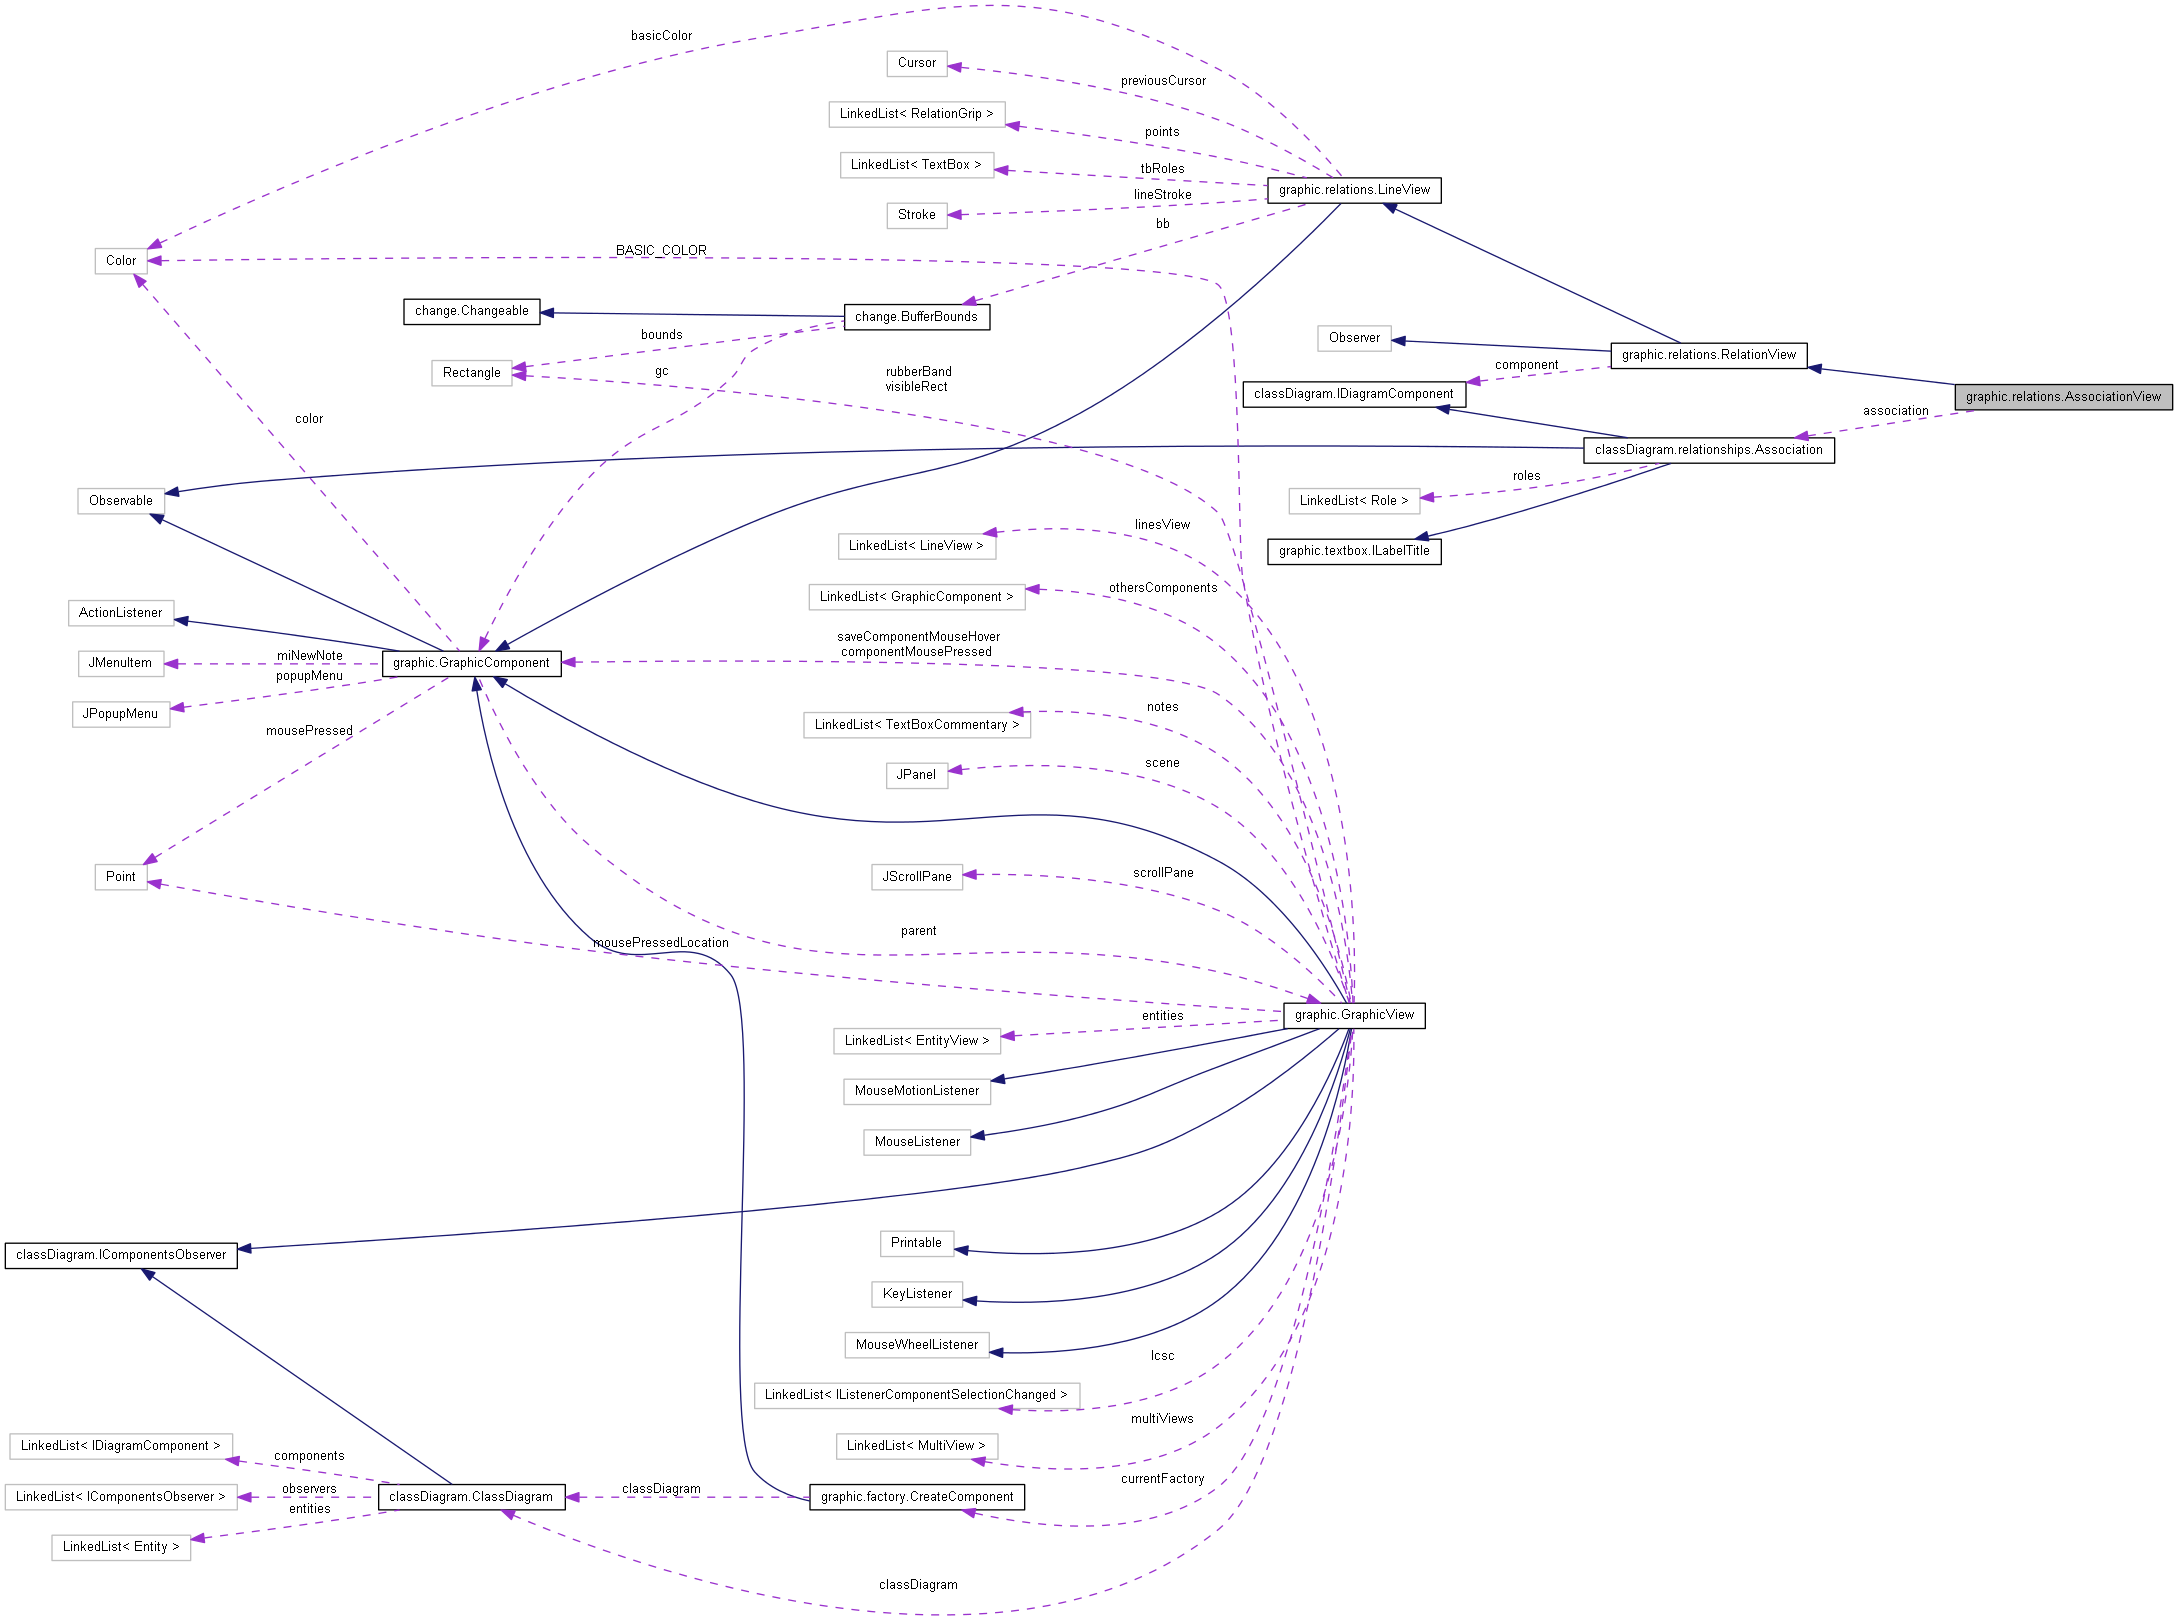 basicColor
Cursor
previousCursor
LinkedList< RelationGrip >
points
LinkedList< TextBox >
tbRoles
graphic.relations.LineView
lineStroke
Stroke
bb
BASIC_COLOR
Color
change.Changeable
change.BufferBounds
bounds
Observer
graphic.relations.RelationView
Rectangle
gc
rubberBand
visibleRect
component
classDiagram.IDiagramComponent
graphic.relations.AssociationView
association
color
classDiagram.relationships.Association
roles
Observable
LinkedList< Role >
linesView
LinkedList< LineView >
graphic.textbox.ILabelTitle
othersComponents
LinkedList< GraphicComponent >
ActionListener
saveComponentMouseHover
componentMousePressed
JMenuItem
miNewNote
graphic.GraphicComponent
popupMenu
JPopupMenu
notes
LinkedList< TextBoxCommentary >
mousePressed
scene
JPanel
scrollPane
JScrollPane
Point
parent
mousePressedLocation
graphic.GraphicView
entities
LinkedList< EntityView >
MouseMotionListener
MouseListener
Printable
classDiagram.IComponentsObserver
KeyListener
MouseWheelListener
lcsc
LinkedList< IListenerComponentSelectionChanged >
multiViews
LinkedList< IDiagramComponent >
LinkedList< MultiView >
components
currentFactory
observers
classDiagram
LinkedList< IComponentsObserver >
classDiagram.ClassDiagram
graphic.factory.CreateComponent
entities
LinkedList< Entity >
classDiagram